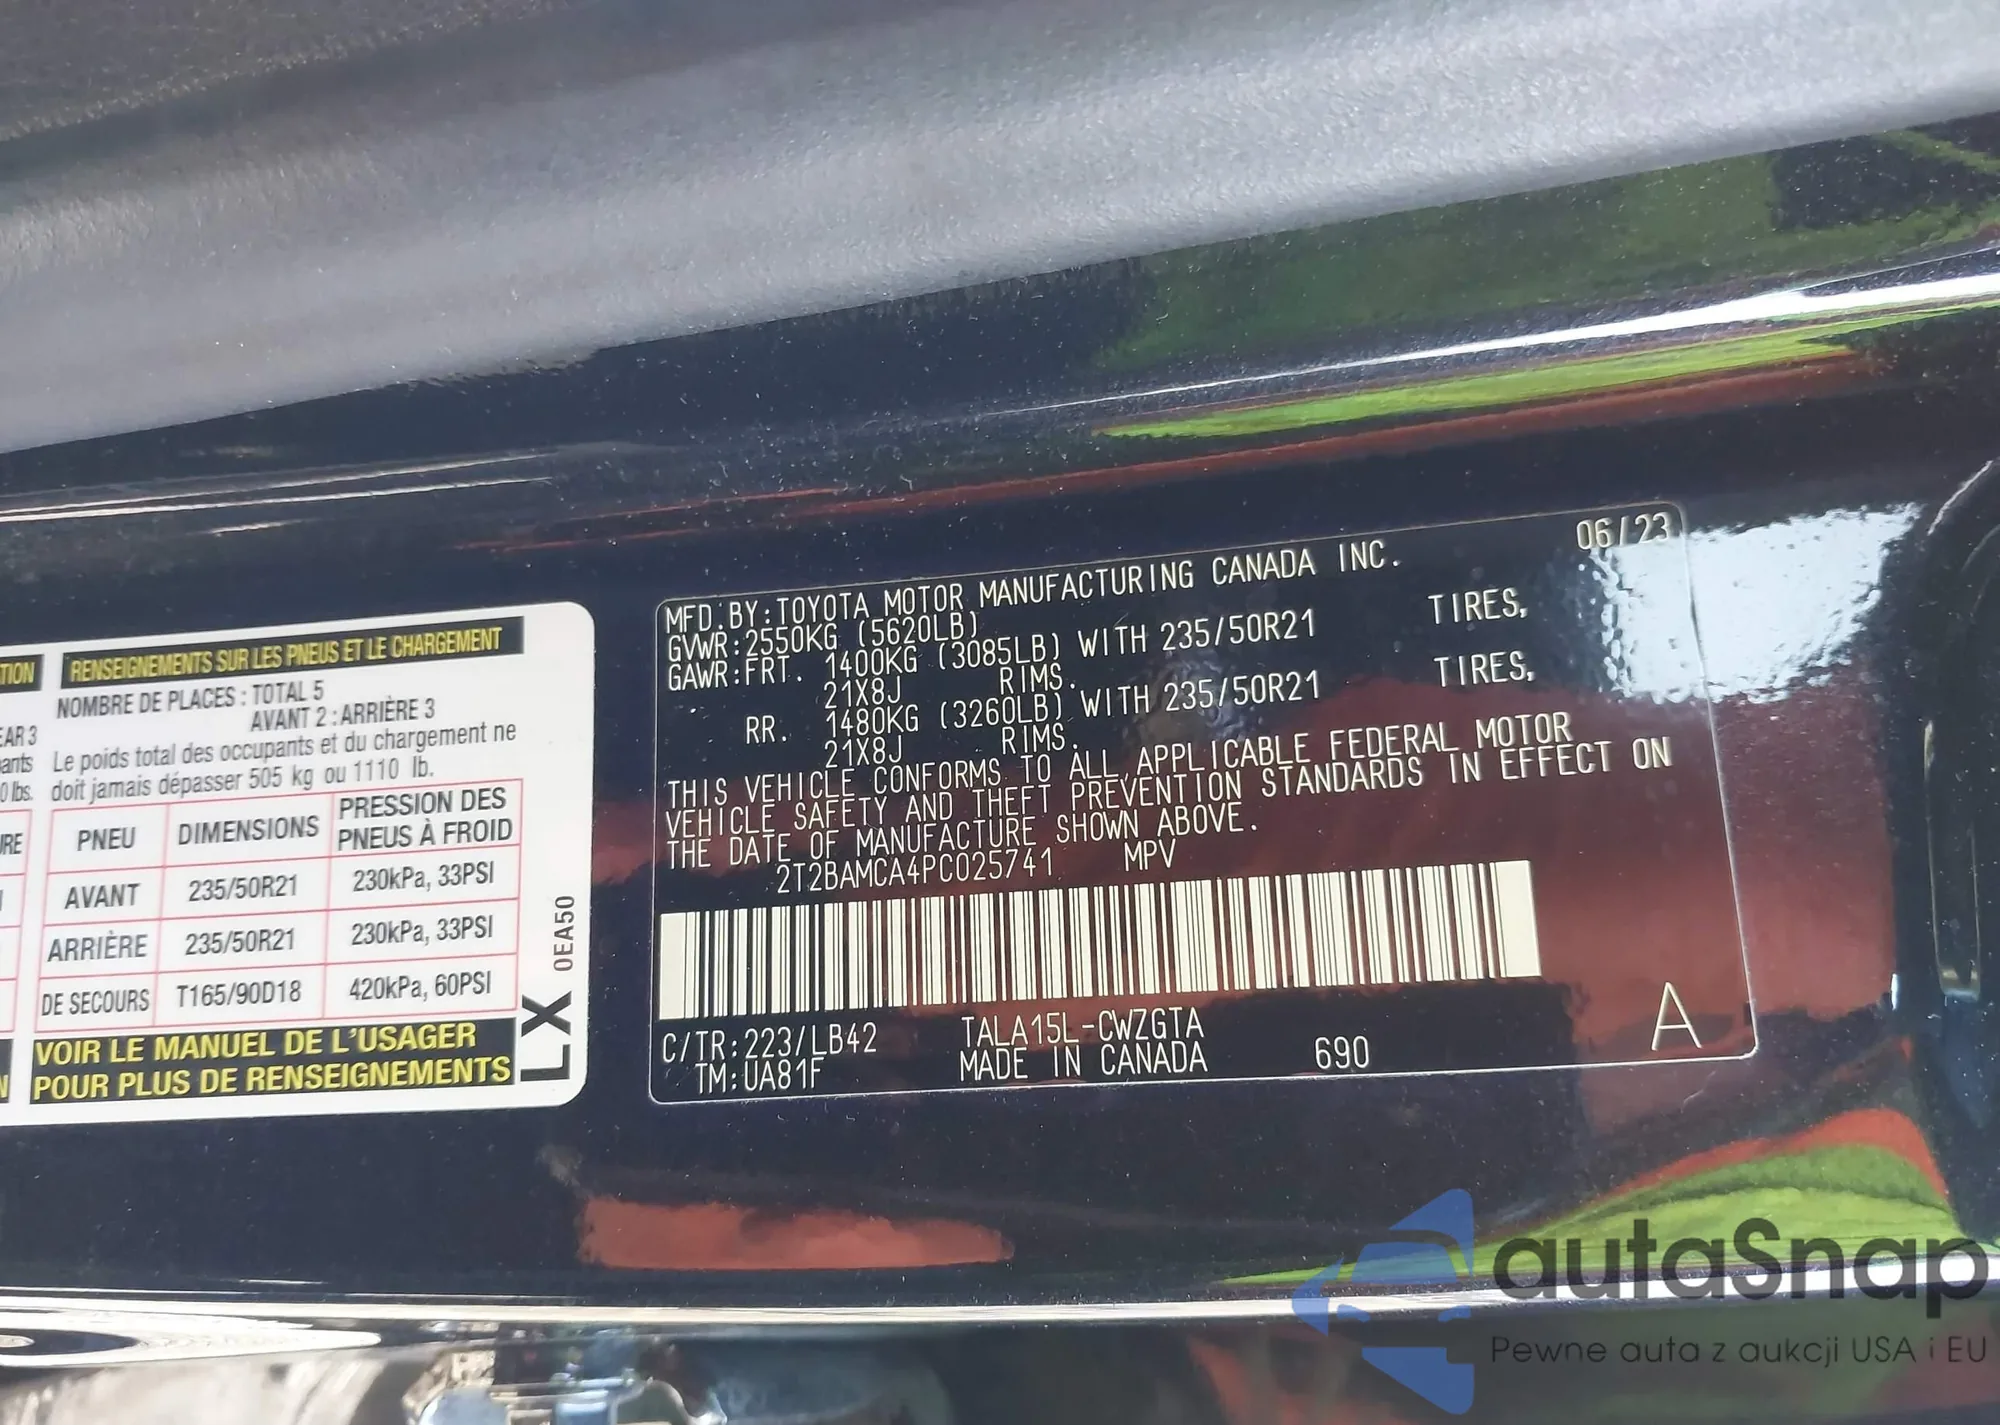 TION
EAR 3
ants
0 lbs.
URE
RENSEIGNEMENTS SUR LES PNEUS ET LE CHARGEMENT
NOMBRE DE PLACES : TOTAL 5
AVANT 2 : ARRIÈRE 3
Le poids total des occupants et du chargement ne
doit jamais dépasser 505 kg ou 1110 lb.
PNEU DIMENSIONS PRESSION DES PNEUS À FROID
AVANT 235/50R21 230kPa, 33PSI
ARRIÈRE 235/50R21 230kPa, 33PSI
DE SECOURS T165/90D18 420kPa, 60PSI
VOIR LE MANUEL DE L'USAGER
POUR PLUS DE RENSEIGNEMENTS
LX 0EA50
MFD.BY:TOYOTA MOTOR MANUFACTURING CANADA INC. 06/23
GVWR:2550KG (5620LB)
GAWR:FRT. 1400KG (3085LB) WITH 235/50R21 TIRES,
21X8J RIMS.
RR. 1480KG (3260LB) WITH 235/50R21 TIRES,
21X8J RIMS.
THIS VEHICLE CONFORMS TO ALL APPLICABLE FEDERAL MOTOR
VEHICLE SAFETY AND THEFT PREVENTION STANDARDS IN EFFECT ON
THE DATE OF MANUFACTURE SHOWN ABOVE.
2T2BAMCA4PC025741 MPV
C/TR:223/LB42 TALA15L-CWZGTA
TM:UA81F MADE IN CANADA 690 A
autaSnap
Pewne auta z aukcji USA i EU